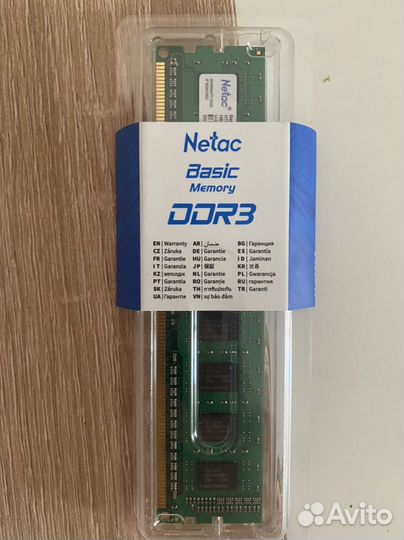 Netac
Netac
Basic
Memory
DDR3
EN | Warranty AR | ضمان BG | Гаранция
CZ | Záruka DE | Garantie ES | Garantía
FR | Garantie HU | Garancia ID | Jaminan
IT | Garanzia JP | 保証 KR | 보증
KZ | кепілдік NL | Garantie PL | Gwarancja
PT | Garantia RO | Garanție RU | гарантия
SK | Záruka TH | การรับประกัน TR | Garanti
UA | Гарантія VN | sự bảo đảm
Avito